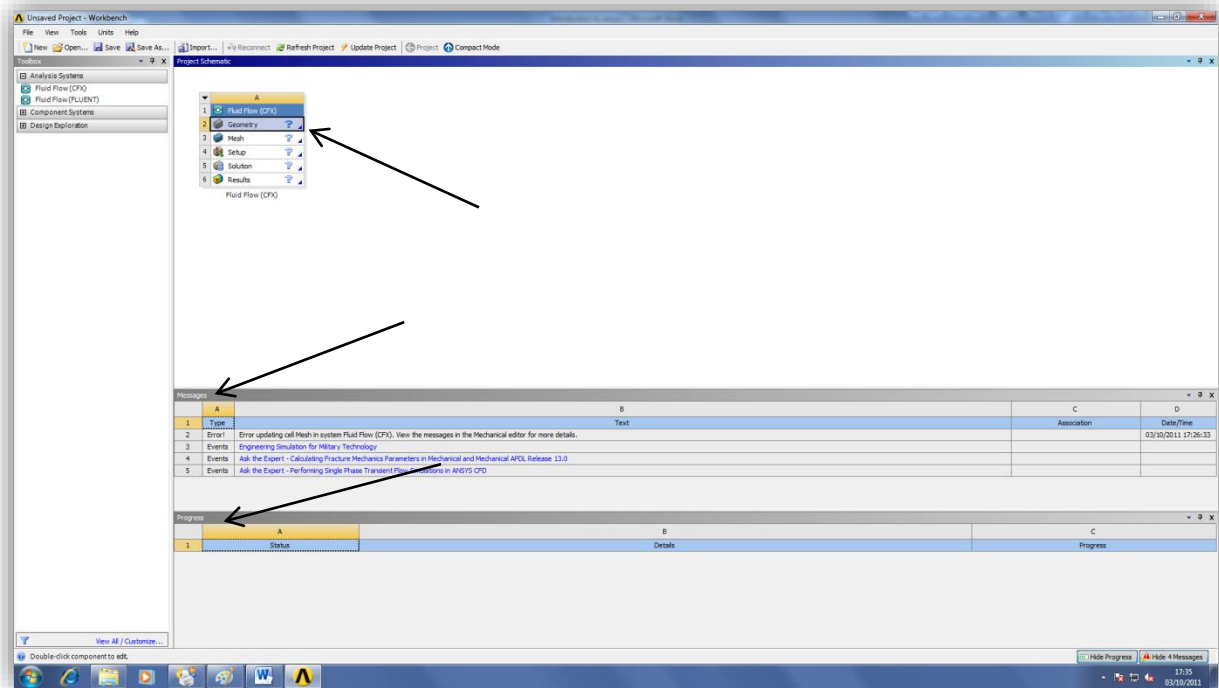 Unsaved Project - Workbench
File View Tools Units Help
New Open... Save Save As... Import... Reconnect Refresh Project Update Project Project Compact Mode
Toolbox
Project Schematic
Analysis Systems
Fluid Flow (CFX)
Fluid Flow (FLUENT)
Component Systems
Design Exploration
A
1 Fluid Flow (CFX)
2 Geometry ?
3 Mesh ?
4 Setup ?
5 Solution ?
6 Results ?
Fluid Flow (CFX)
Messages
A B C D
1 Type Text Association Date/Time
2 Error! Error updating cell Mesh in system Fluid Flow (CFX). View the messages in the Mechanical editor for more details. 03/10/2011 17:26:33
3 Events Engineering Simulation for Military Technology
4 Events Ask the Expert - Calculating Fracture Mechanics Parameters in Mechanical and Mechanical APDL Release 13.0
5 Events Ask the Expert - Performing Single Phase Transient Flow Simulations in ANSYS CFD
Progress
A B C
1 Status Details Progress
View All / Customize...
Double-click component to edit.
Hide Progress Hide 4 Messages
17:35
03/10/2011